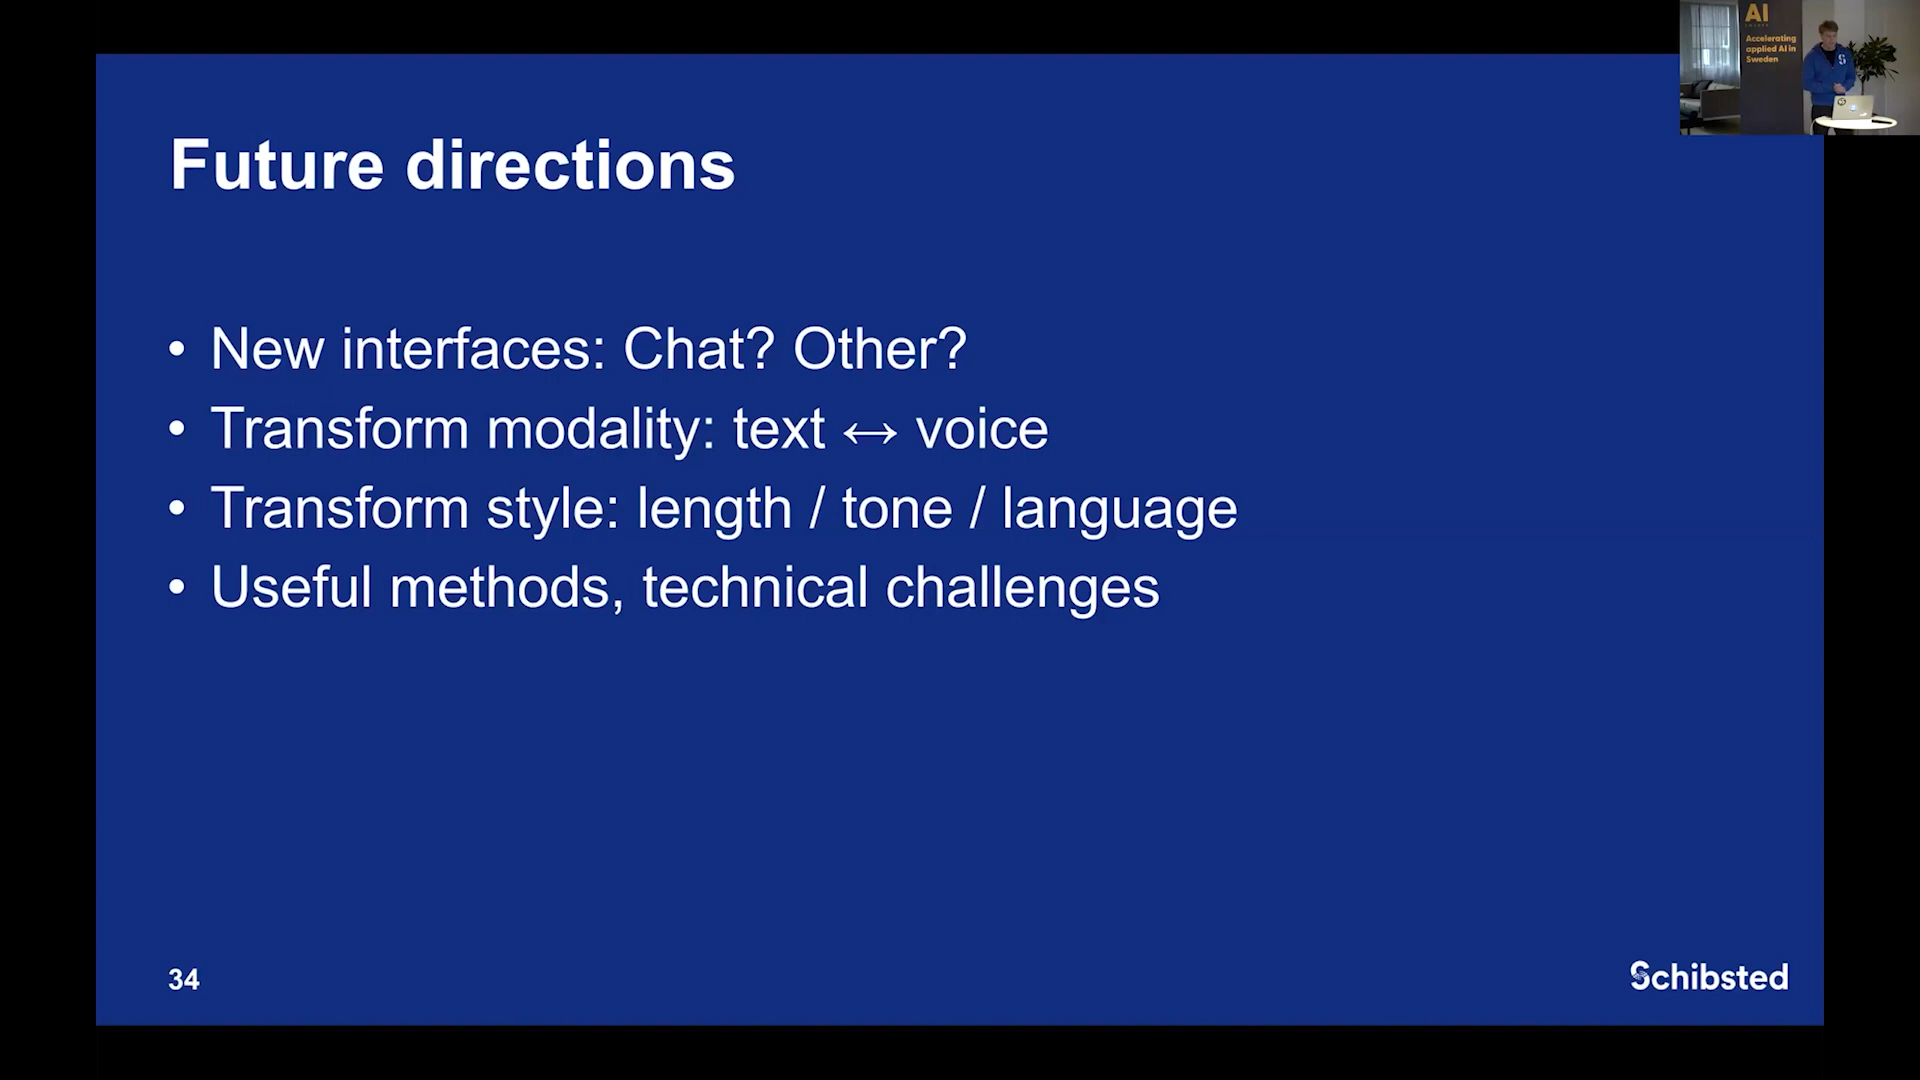 AI
Accelerating
applied AI in
Sweden
Future directions
• New interfaces: Chat? Other?
• Transform modality: text ↔ voice
• Transform style: length / tone / language
• Useful methods, technical challenges
34
Schibsted